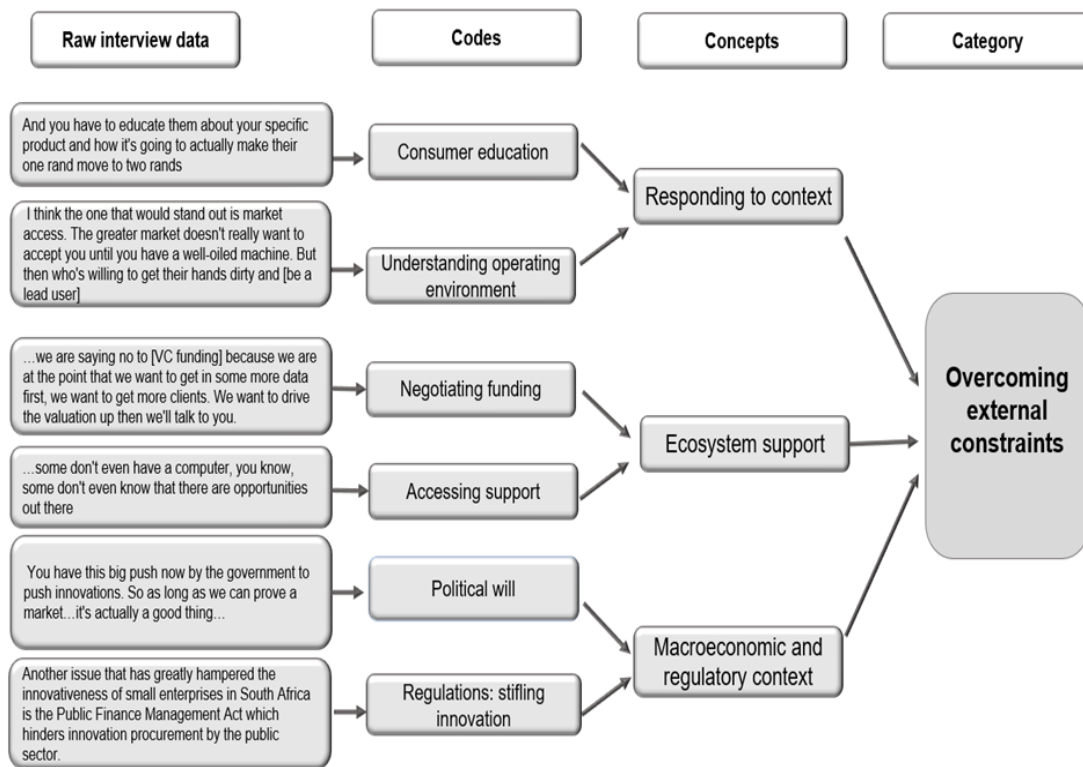 Raw interview data
Codes
Concepts
Category
And you have to educate them about your specific
product and how it's going to actually make their
one rand move to two rands
Consumer education
Responding to context
I think the one that would stand out is market
access. The greater market doesn't really want to
accept you until you have a well-oiled machine. But
then who's willing to get their hands dirty and [be a
lead user]
Understanding operating
environment
…we are saying no to [VC funding] because we are
at the point that we want to get in some more data
first, we want to get more clients. We want to drive
the valuation up then we'll talk to you.
Negotiating funding
Ecosystem support
Overcoming
external
constraints
…some don't even have a computer, you know,
some don't even know that there are opportunities
out there
Accessing support
You have this big push now by the government to
push innovations. So as long as we can prove a
market…it's actually a good thing…
Political will
Macroeconomic and
regulatory context
Another issue that has greatly hampered the
innovativeness of small enterprises in South Africa
is the Public Finance Management Act which
hinders innovation procurement by the public
sector.
Regulations: stifling
innovation